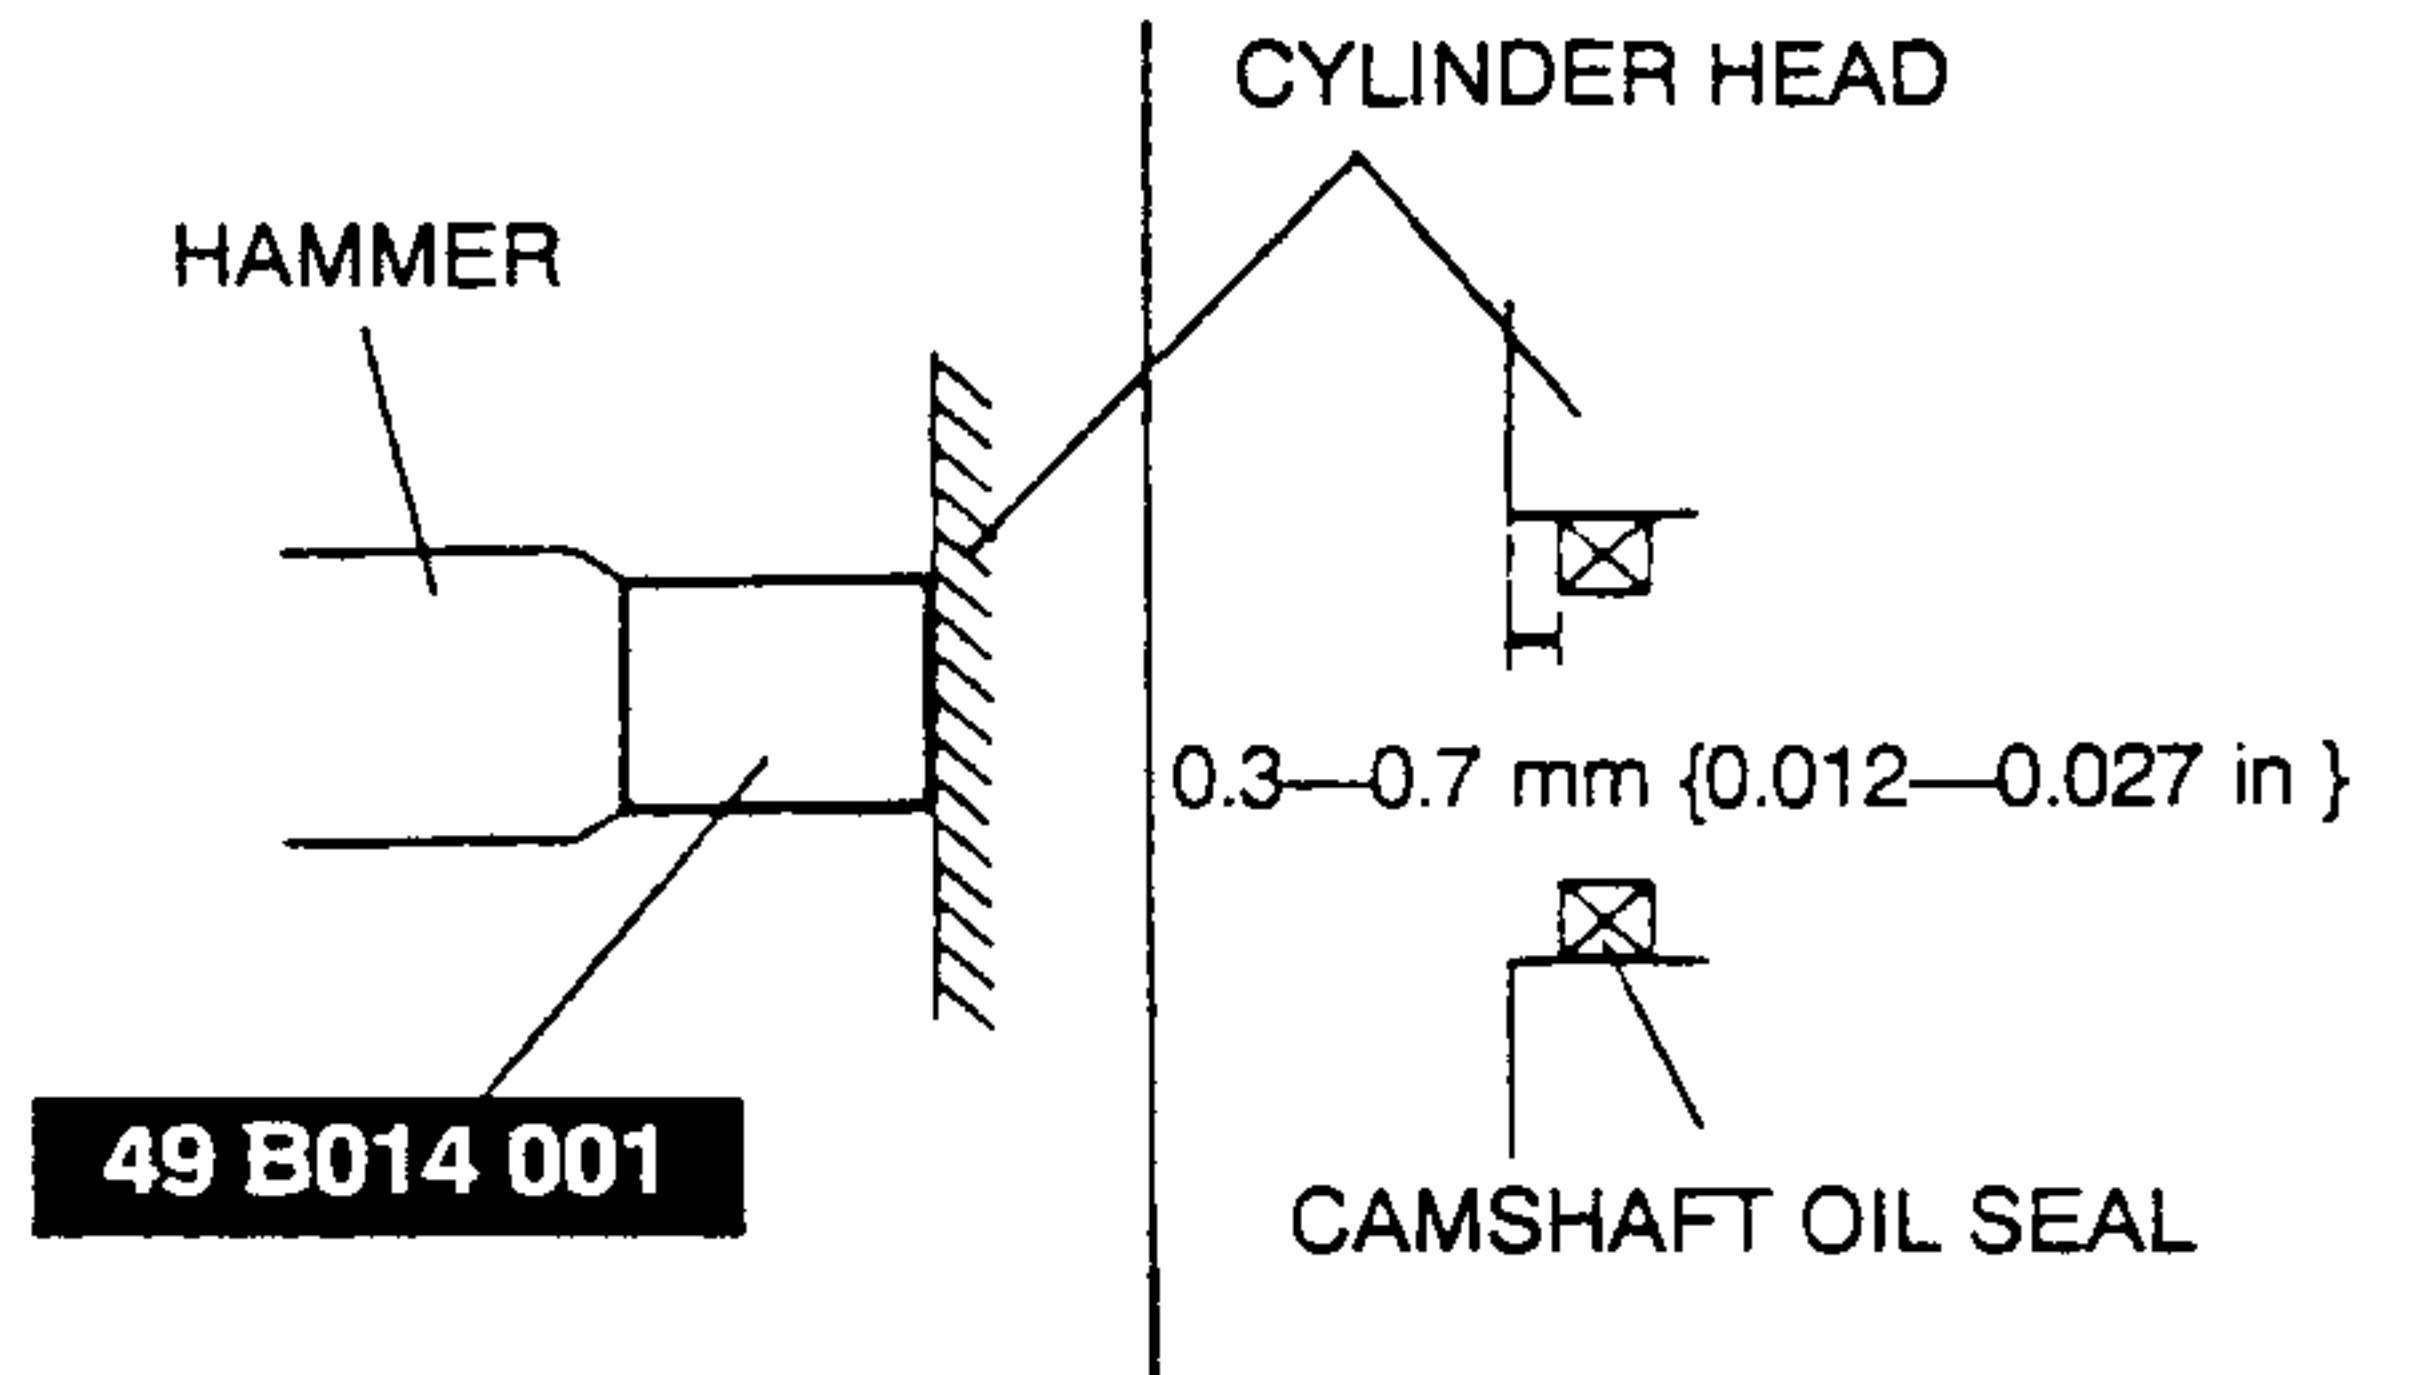 CYLINDER HEAD
HAMMER
0.3—0.7 mm {0.012—0.027 in }
49 B014 001
CAMSHAFT OIL SEAL